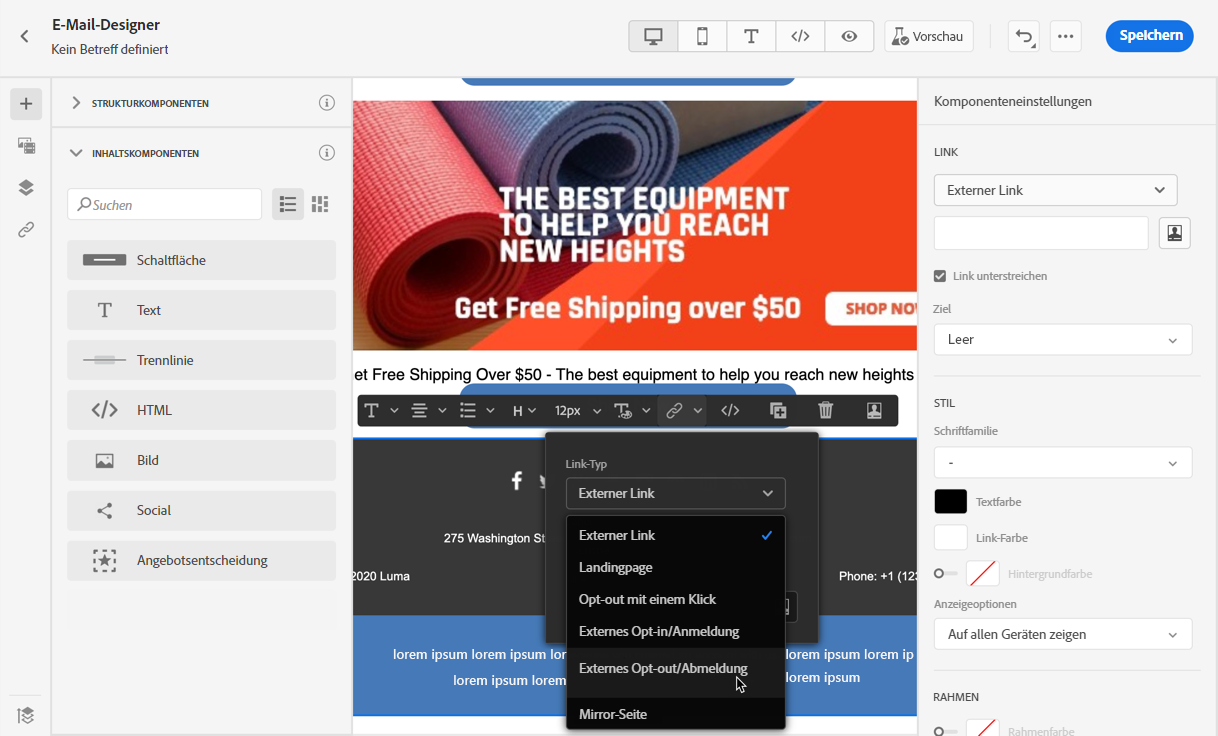 E-Mail-Designer
Kein Betreff definiert
Vorschau
Speichern
STRUKTURKOMPONENTEN
INHALTSKOMPONENTEN
Suchen
Schaltfläche
Text
Trennlinie
HTML
Bild
Social
Angebotsentscheidung
THE BEST EQUIPMENT
TO HELP YOU REACH
NEW HEIGHTS
Get Free Shipping over $50
SHOP NOW
et Free Shipping Over $50 - The best equipment to help you reach new heights
H
12px
Link-Typ
Externer Link
Externer Link
Landingpage
Opt-out mit einem Klick
Externes Opt-in/Anmeldung
Externes Opt-out/Abmeldung
Mirror-Seite
275 Washington St
2020 Luma
Phone: +1 (123
lorem ipsum lorem ipsum lor
lorem ipsum lorem
lorem ipsum lorem ip
lorem ipsum
Komponenteneinstellungen
LINK
Externer Link
Link unterstreichen
Ziel
Leer
STIL
Schriftfamilie
-
Textfarbe
Link-Farbe
Hintergrundfarbe
Anzeigeoptionen
Auf allen Geräten zeigen
RAHMEN
Rahmenfarbe